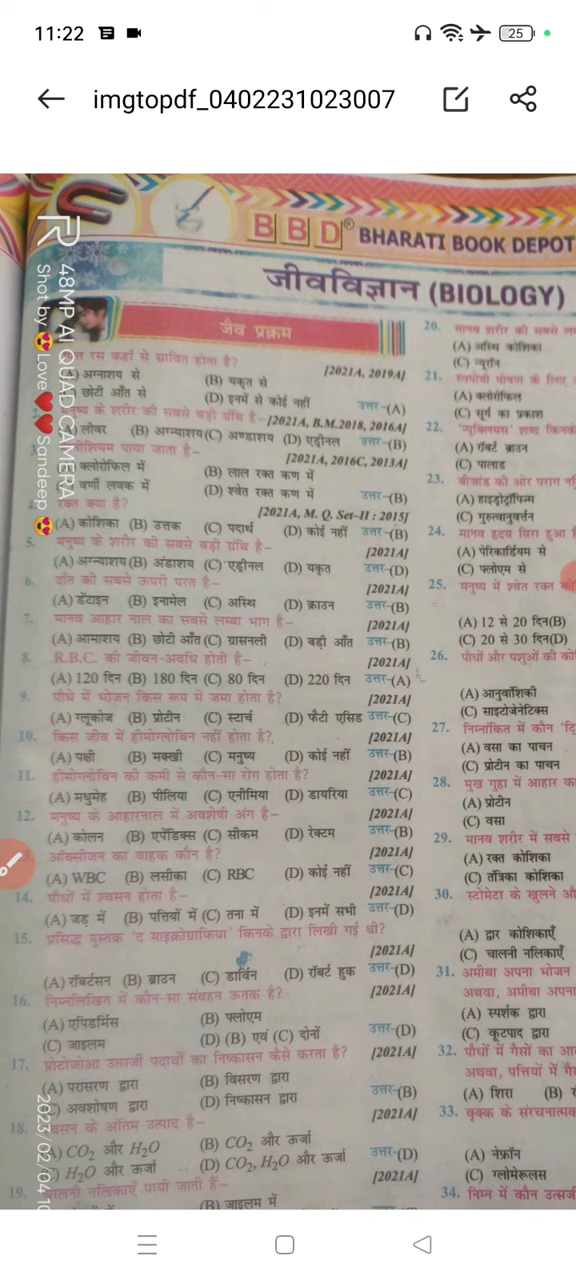 11:22
25
imgtopdf_0402231023007
BBD® BHARATI BOOK DEPOT
जीवविज्ञान (BIOLOGY)
48MP AI QUAD CAMERA
Shot by Love Sandeep
2023/02/04 10
जैव प्रक्रम
रस कहाँ से स्रावित होता है?
[2021A, 2019A]
अग्नाशय से (B) यकृत से
छोटी आँत से (D) इनमें से कोई नहीं उत्तर-(A)
के शरीर की सबसे बड़ी ग्रंथि है- [2021A, B.M.2018, 2016A]
लीवर (B) अग्न्याशय (C) अण्डाशय (D) एड्रीनल उत्तर-(B)
पाया जाता है- [2021A, 2016C, 2013A]
क्लोरोफिल में (B) लाल रक्त कण में
वर्णी लवक में (D) श्वेत रक्त कण में उत्तर-(B)
रक्त क्या है? [2021A, M. Q. Set-II : 2015]
(A) कोशिका (B) उत्तक (C) पदार्थ (D) कोई नहीं उत्तर-(B)
5. मनुष्य के शरीर की सबसे बड़ी ग्रंथि है- [2021A]
(A) अग्न्याशय (B) अंडाशय (C) एड्रीनल (D) यकृत उत्तर-(D)
6. दाँत की सबसे ऊपरी परत है- [2021A]
(A) डेंटाइन (B) इनामेल (C) अस्थि (D) क्राउन उत्तर-(B)
7. मानव आहार नाल का सबसे लम्बा भाग है- [2021A]
(A) आमाशय (B) छोटी आँत (C) ग्रासनली (D) बड़ी आँत उत्तर-(B)
8. R.B.C. की जीवन-अवधि होती है- [2021A]
(A) 120 दिन (B) 180 दिन (C) 80 दिन (D) 220 दिन उत्तर-(A)
9. पौधे में भोजन किस रूप में जमा होता है? [2021A]
(A) ग्लूकोज (B) प्रोटीन (C) स्टार्च (D) फैटी एसिड उत्तर-(C)
10. किस जीव में हीमोग्लोबिन नहीं होता है? [2021A]
(A) पक्षी (B) मक्खी (C) मनुष्य (D) कोई नहीं उत्तर-(B)
11. हीमोग्लोबिन की कमी से कौन-सा रोग होता है? [2021A]
(A) मधुमेह (B) पीलिया (C) एनीमिया (D) डायरिया उत्तर-(C)
12. मनुष्य के आहारनाल में अवशेषी अंग है- [2021A]
(A) कोलन (B) एपेंडिक्स (C) सीकम (D) रेक्टम उत्तर-(B)
ऑक्सीजन का वाहक कौन है? [2021A]
(A) WBC (B) लसीका (C) RBC (D) कोई नहीं उत्तर-(C)
14. पौधों में श्वसन होता है- [2021A]
(A) जड़ में (B) पत्तियों में (C) तना में (D) इनमें सभी उत्तर-(D)
15. प्रसिद्ध पुस्तक 'द माइक्रोग्राफिया' किनके द्वारा लिखी गई थी?
[2021A]
(A) रॉबर्टसन (B) ब्राउन (C) डार्विन (D) रॉबर्ट हुक उत्तर-(D)
16. निम्नलिखित में कौन-सा संवहन ऊतक है? [2021A]
(A) एपिडर्मिस (B) फ्लोएम
(C) जाइलम (D) (B) एवं (C) दोनों उत्तर-(D)
17. प्रोटोजोआ उत्सर्जी पदार्थों का निष्कासन कैसे करता है? [2021A]
(A) परासरण द्वारा (B) विसरण द्वारा
अवशोषण द्वारा (D) निष्कासन द्वारा उत्तर-(B)
18. श्वसन के अंतिम उत्पाद है- [2021A]
A) CO2 और H2O (B) CO2 और ऊर्जा
H2O और ऊर्जा (D) CO2, H2O और ऊर्जा उत्तर-(D)
19. चालनी नलिकाएँ पायी जाती हैं- [2021A]
(B) जाइलम में
20. मानव शरीर की सबसे
(A) अस्थि कोशिका
(C) न्यूरॉन
21. स्वपोषी पोषण के लिए
(A) क्लोरोफिल
(C) सूर्य का प्रकाश
22. 'न्यूक्लियस' शब्द
(A) रॉबर्ट ब्राउन
(C) पालाड
23. बीजांड की ओर पराग
(A) हाइड्रोट्रॉपिज्म
(C) गुरुत्वानुवर्त्तन
24. मानव हृदय घिरा हुआ
(A) पेरिकार्डियम से
(C) फ्लोएम से
25. मनुष्य में श्वेत रक्त
(A) 12 से 20 दिन(B)
(C) 20 से 30 दिन(D)
26. पौधों और पशुओं की
(A) आनुवांशिकी
(C) साइटोजेनेटिक्स
27. निम्नांकित में कौन
(A) वसा का पाचन
(C) प्रोटीन का पाचन
28. मुख गुहा में आहार
(A) प्रोटीन
(C) वसा
29. मानव शरीर में सबसे
(A) रक्त कोशिका
(C) तंत्रिका कोशिका
30. स्टोमेटा के खुलने
(A) द्वार कोशिकाएँ
(C) चालनी नलिकाएँ
31. अमीबा अपना भोजन
अथवा, अमीबा अपना
(A) स्पर्शक द्वारा
(C) कूटपाद द्वारा
32. पौधों में गैसों का
अथवा, पत्तियों में
(A) शिरा (B)
33. वृक्क के संरचनात्मक
(A) नेफ्रॉन
(C) ग्लोमेरूलस
34. निम्न में कौन